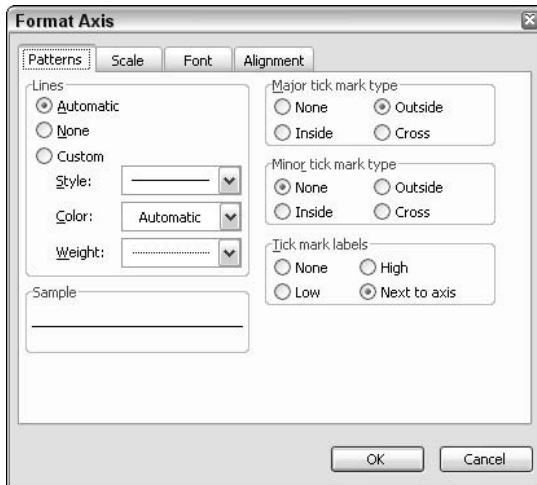 Format Axis
Patterns
Scale
Font
Alignment
Lines
Automatic
None
Custom
Style:
Color:
Automatic
Weight:
Sample
Major tick mark type
None
Outside
Inside
Cross
Minor tick mark type
None
Outside
Inside
Cross
Tick mark labels
None
High
Low
Next to axis
OK
Cancel